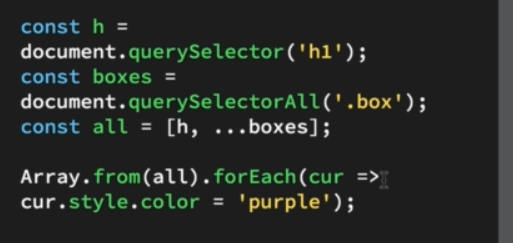 const h =
document.querySelector('h1');
const boxes =
document.querySelectorAll('.box');
const all = [h, ...boxes];
Array.from(all).forEach(cur =>
cur.style.color = 'purple');